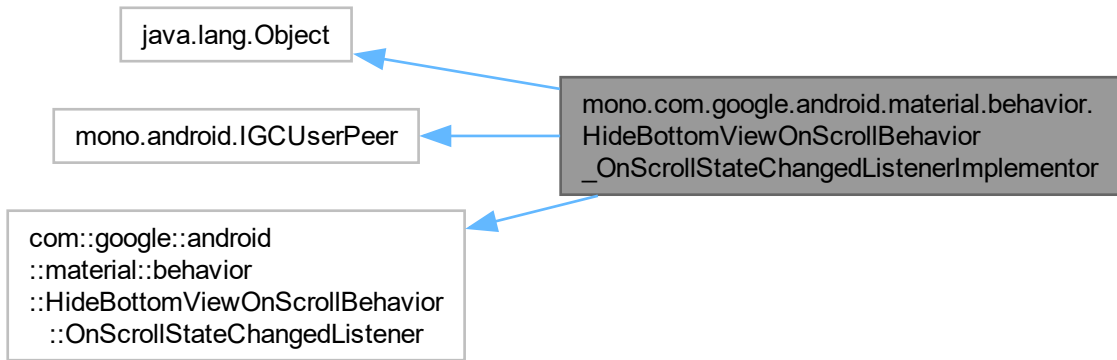 java.lang.Object
mono.android.IGCUserPeer
com::google::android
::material::behavior
::HideBottomViewOnScrollBehavior
::OnScrollStateChangedListener
mono.com.google.android.material.behavior.
HideBottomViewOnScrollBehavior
_OnScrollStateChangedListenerImplementor